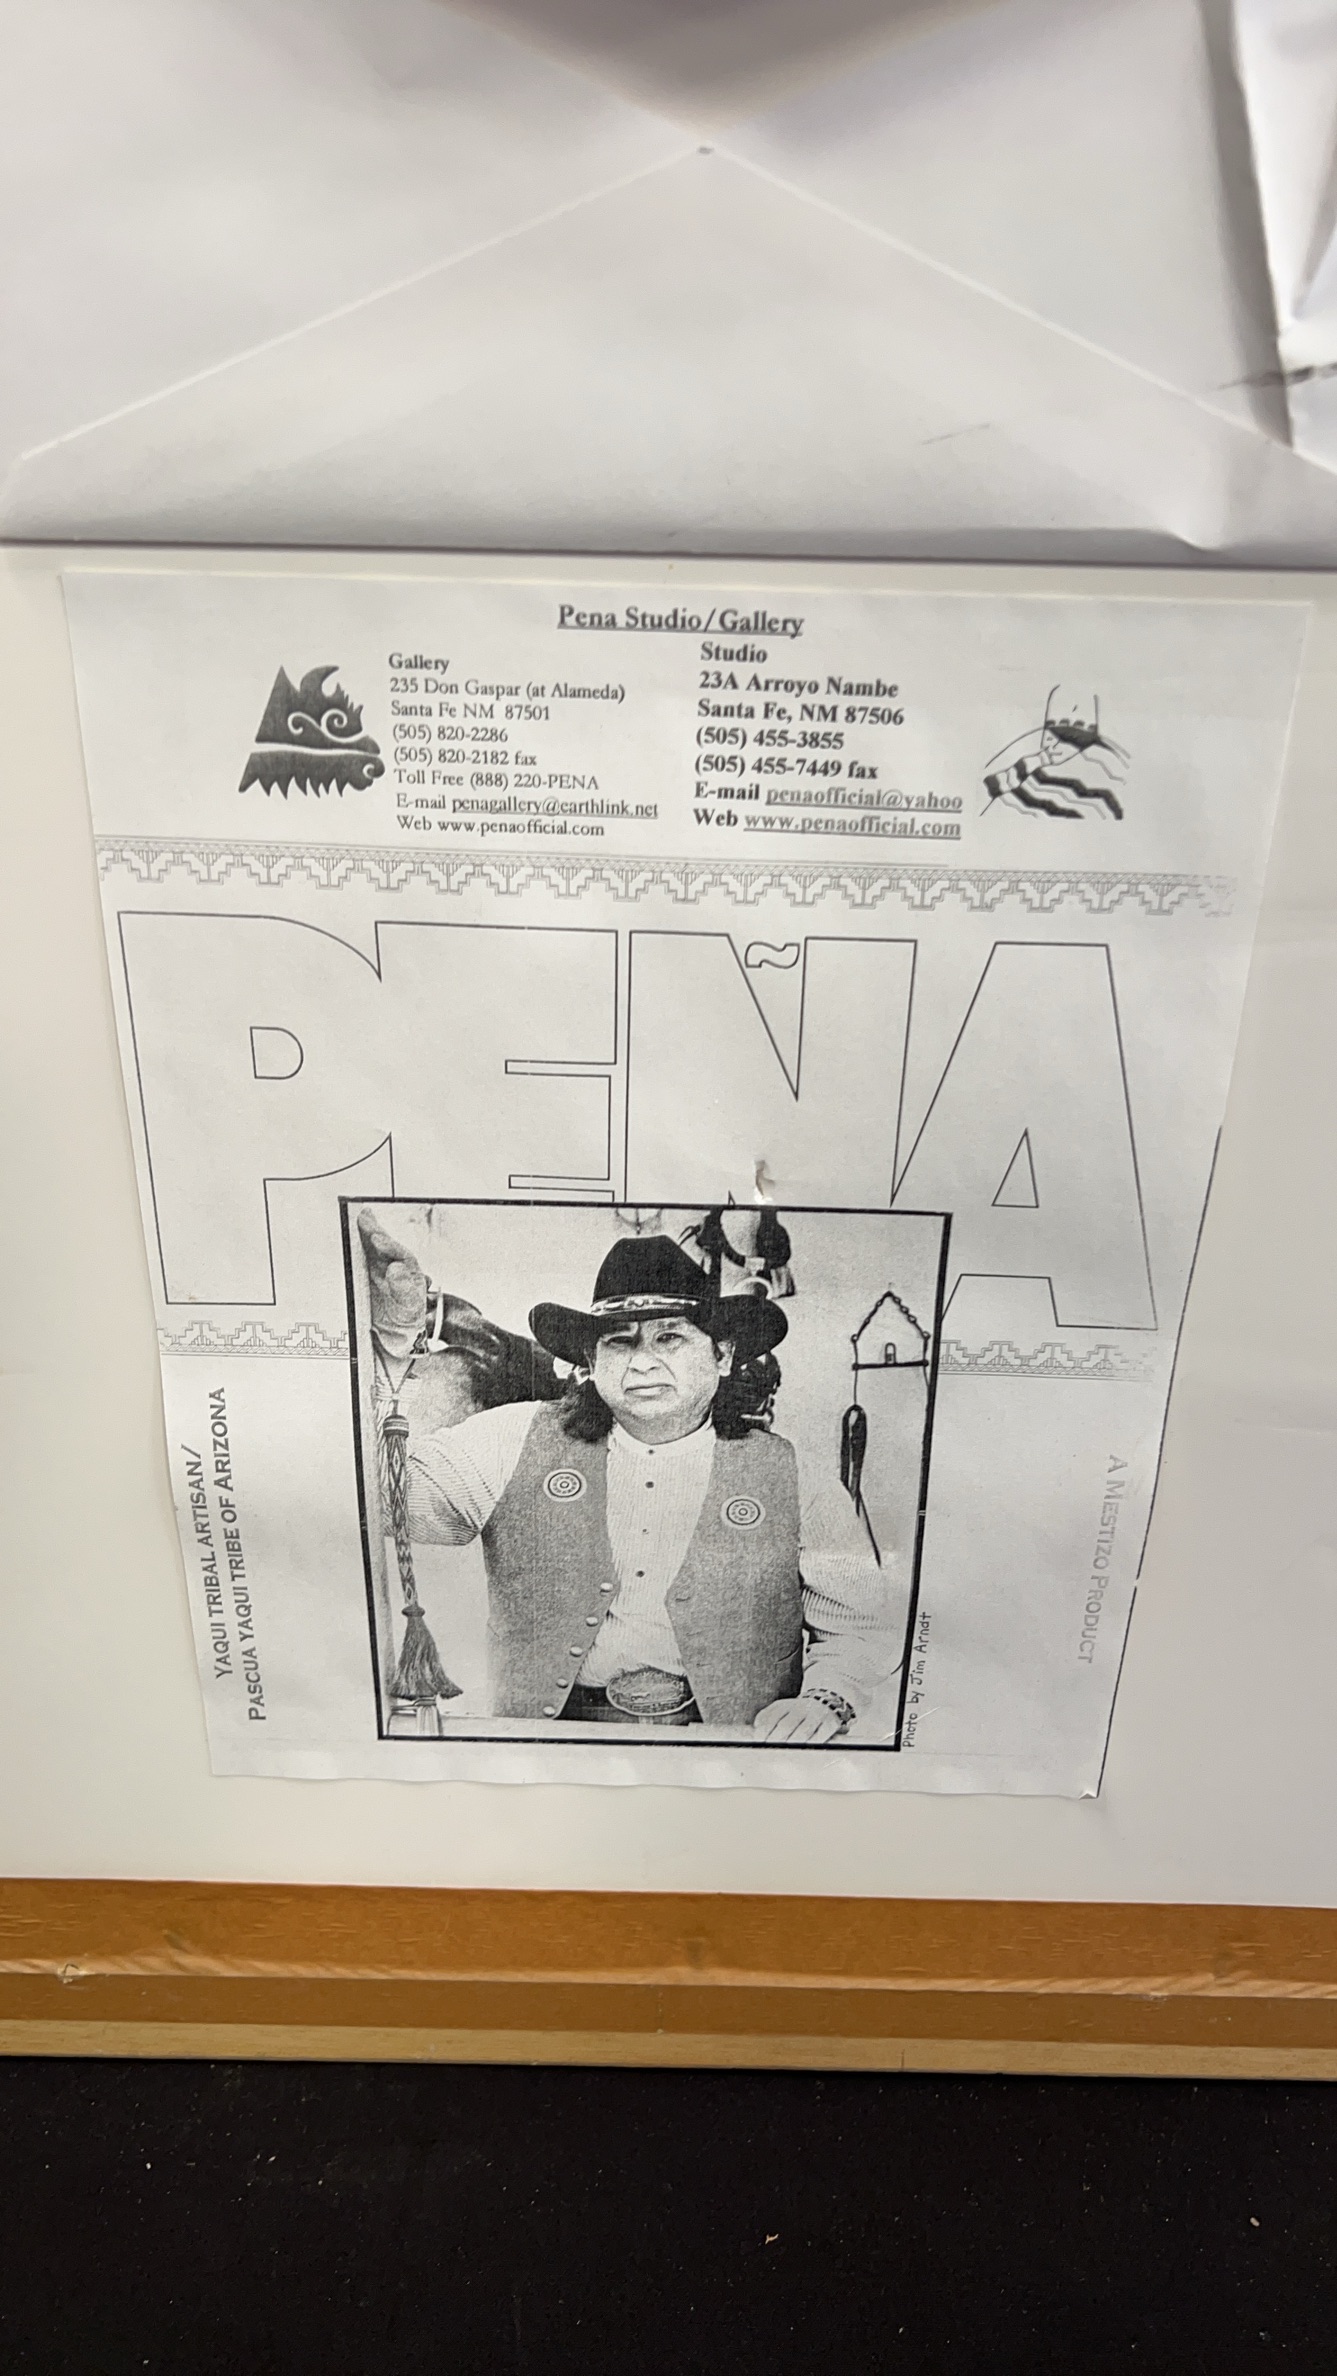 Pena Studio/Gallery
Gallery
235 Don Gaspar (at Alameda)
Santa Fe NM 87501
(505) 820-2286
(505) 820-2182 fax
Toll Free (888) 220-PENA
E-mail penagallery@earthlink.net
Web www.penaofficial.com
Studio
23A Arroyo Nambe
Santa Fe, NM 87506
(505) 455-3855
(505) 455-7449 fax
E-mail penaofficial@yahoo
Web www.penaofficial.com
PEÑA
YAQUI TRIBAL ARTISAN/
PASCUA YAQUI TRIBE OF ARIZONA
Photo by Jim Arndt
A MESTIZO PRODUCT